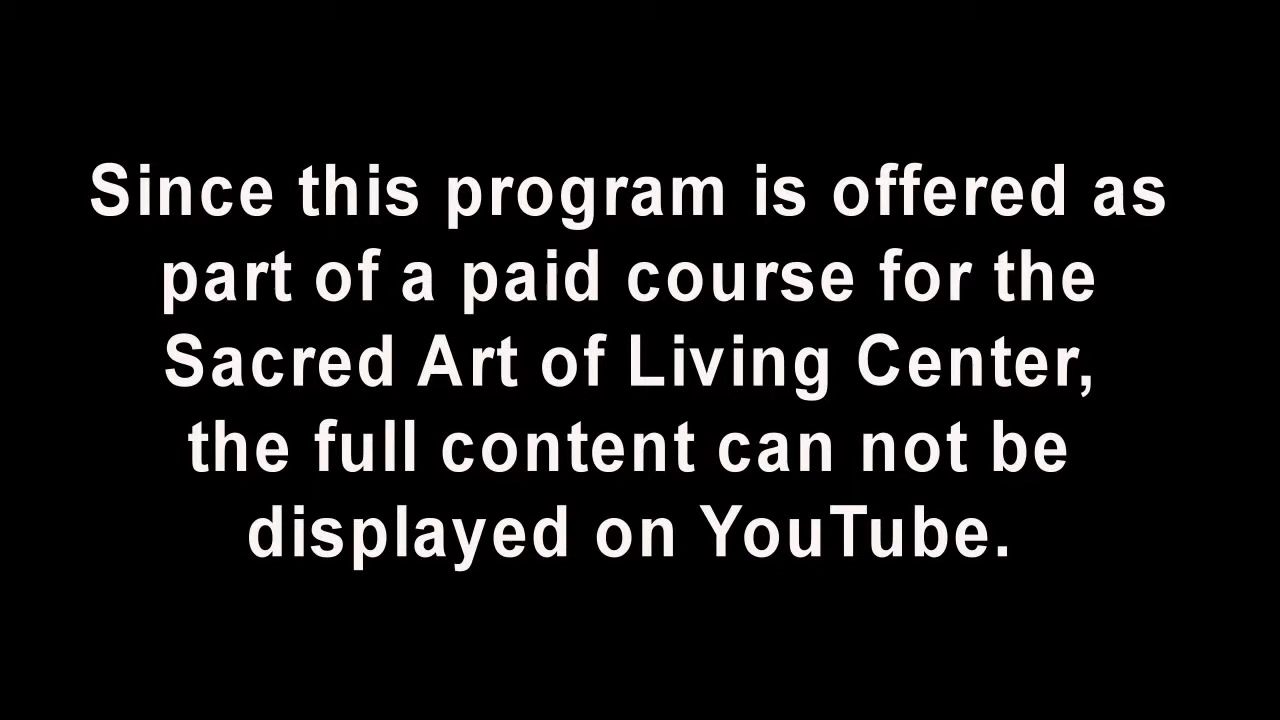 Since this program is offered as
part of a paid course for the
Sacred Art of Living Center,
the full content can not be
displayed on YouTube.